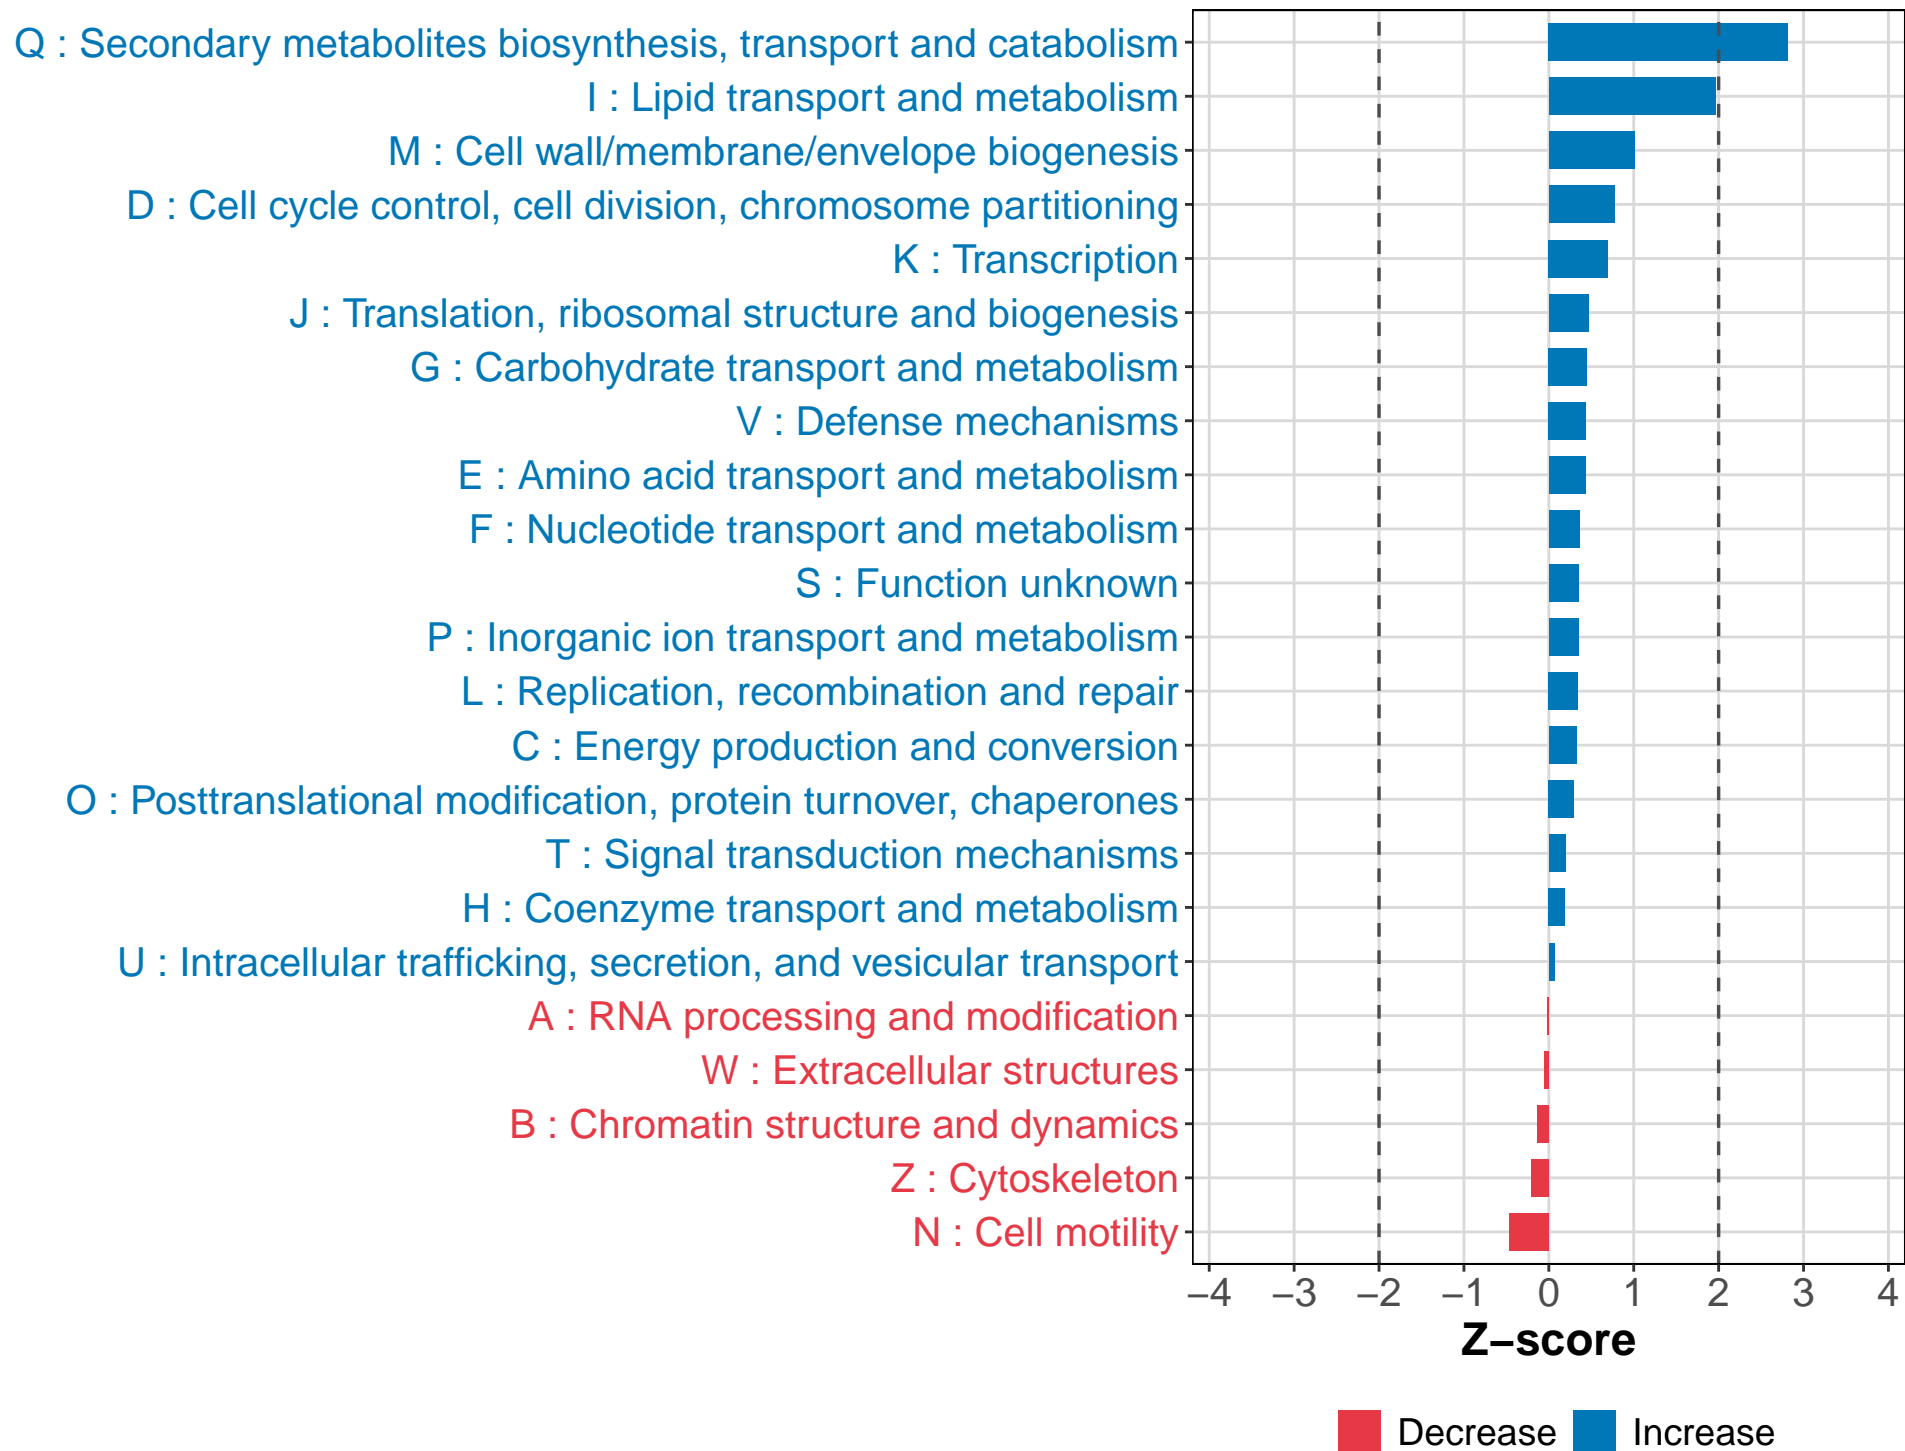 Q : Secondary metabolites biosynthesis, transport and catabolism
I : Lipid transport and metabolism
M : Cell wall/membrane/envelope biogenesis
D : Cell cycle control, cell division, chromosome partitioning
K : Transcription
J : Translation, ribosomal structure and biogenesis
G : Carbohydrate transport and metabolism
V : Defense mechanisms
E : Amino acid transport and metabolism
F : Nucleotide transport and metabolism
S : Function unknown
P : Inorganic ion transport and metabolism
L : Replication, recombination and repair
C : Energy production and conversion
O : Posttranslational modification, protein turnover, chaperones
T : Signal transduction mechanisms
H : Coenzyme transport and metabolism
U : Intracellular trafficking, secretion, and vesicular transport
A : RNA processing and modification
W : Extracellular structures
B : Chromatin structure and dynamics
Z : Cytoskeleton
N : Cell motility
−4 −3 −2 −1 0 1 2 3 4
Z−score
Decrease Increase